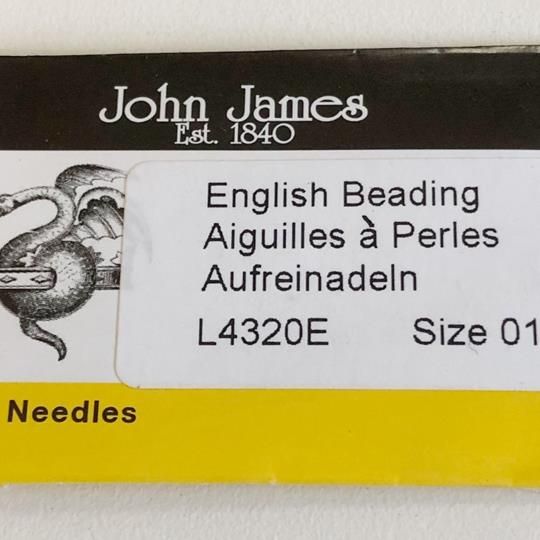 John James
Est. 1840
English Beading
Aiguilles à Perles
Aufreinadeln
L4320E Size 01
Needles